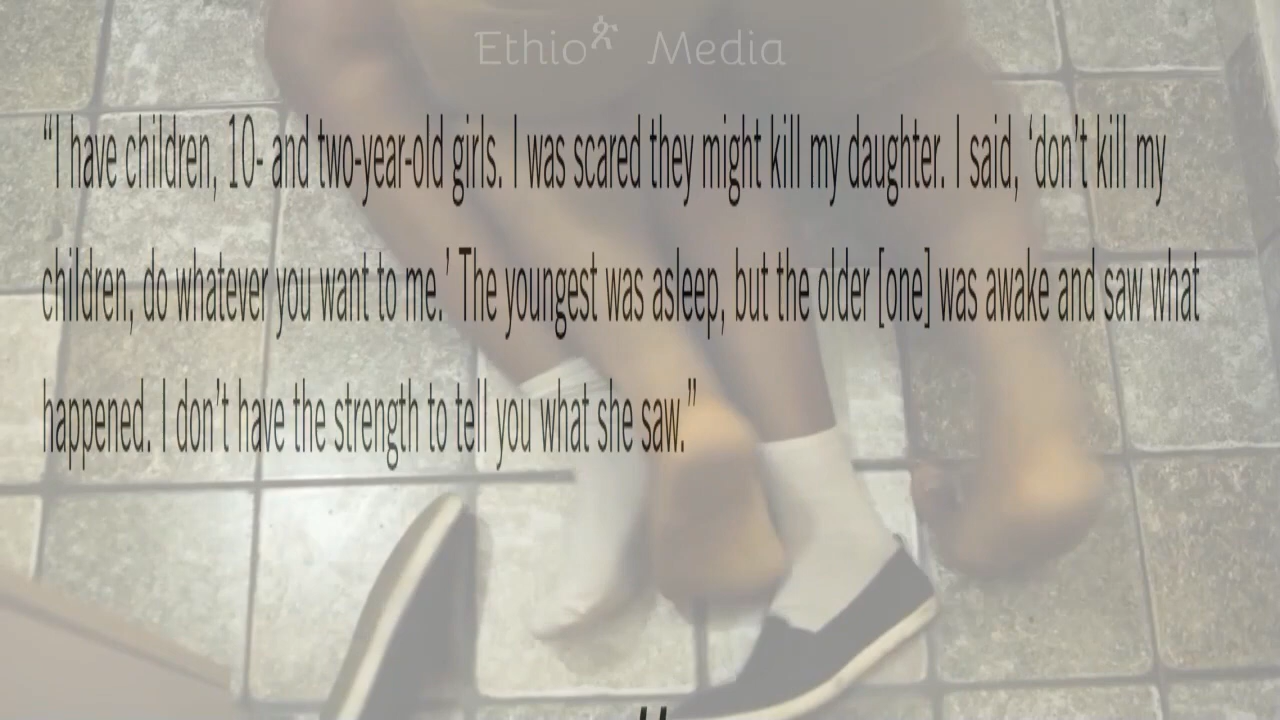 Ethio Media
“I have children, 10- and two-year-old girls. I was scared they might kill my daughter. I said, ‘don’t kill my
children, do whatever you want to me.’ The youngest was asleep, but the older [one] was awake and saw what
happened. I don’t have the strength to tell you what she saw.”